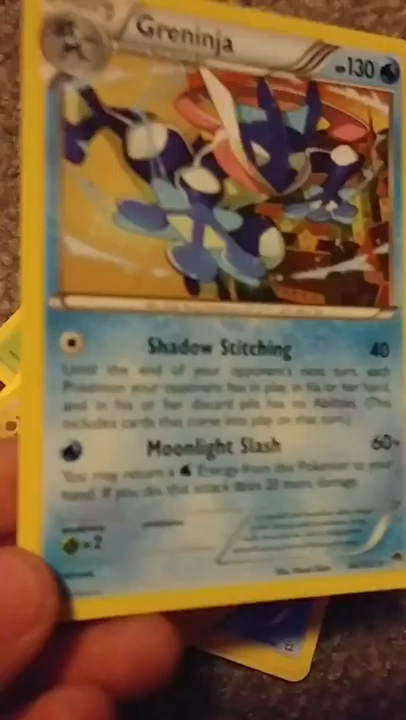 Greninja
HP130
Shadow Stitching 40
Until the end of your opponent's next turn, each
Pokémon your opponent has in play, in his or her hand,
and in his or her discard pile has no Abilities. (This
includes cards that come into play on that turn.)
Moonlight Slash 60+
You may return a Energy from this Pokémon to your
hand. If you do, this attack does 20 more damage.
×2